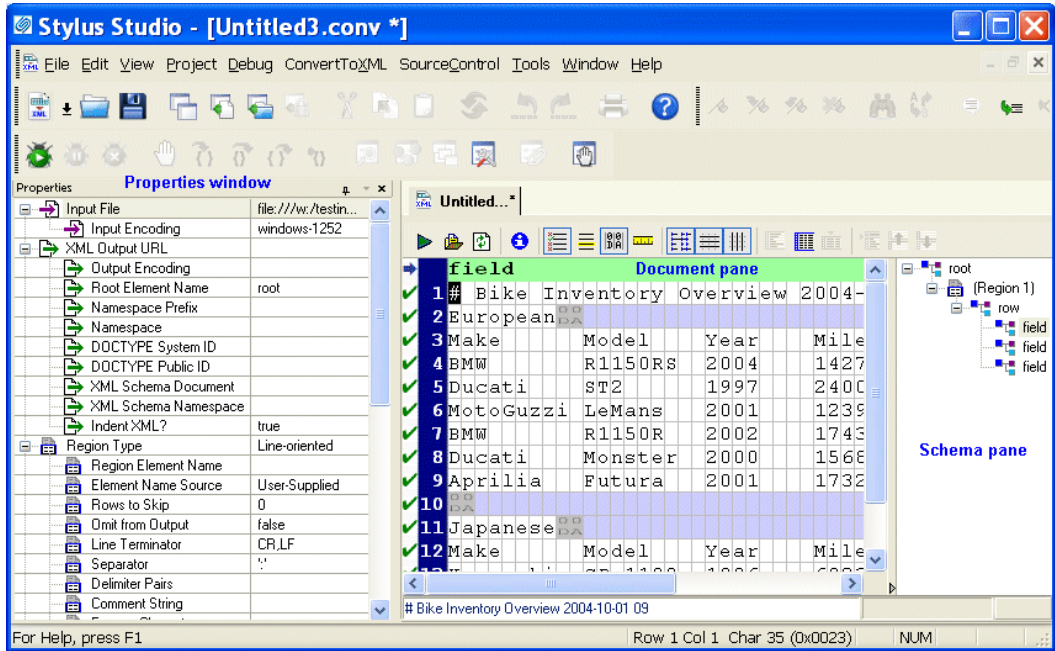 Stylus Studio - [Untitled3.conv *]
File Edit View Project Debug ConvertToXML SourceControl Tools Window Help
Properties
Properties window
Input File file:///w:/testin...
Input Encoding windows-1252
XML Output URL
Output Encoding
Root Element Name root
Namespace Prefix
Namespace
DOCTYPE System ID
DOCTYPE Public ID
XML Schema Document
XML Schema Namespace
Indent XML? true
Region Type Line-oriented
Region Element Name
Element Name Source User-Supplied
Rows to Skip 0
Omit from Output false
Line Terminator CR,LF
Separator
Delimiter Pairs
Comment String
Untitled...*
field Document pane
1 # Bike Inventory Overview 2004-
2 European
3 Make Model Year Mile
4 BMW R1150RS 2004 1427
5 Ducati ST2 1997 2400
6 MotoGuzzi LeMans 2001 1239
7 BMW R1150R 2002 1743
8 Ducati Monster 2000 1568
9 Aprilia Futura 2001 1732
10
11 Japanese
12 Make Model Year Mile
# Bike Inventory Overview 2004-10-01 09
root
(Region 1)
row
field
field
field
Schema pane
For Help, press F1 Row 1 Col 1 Char 35 (0x0023) NUM